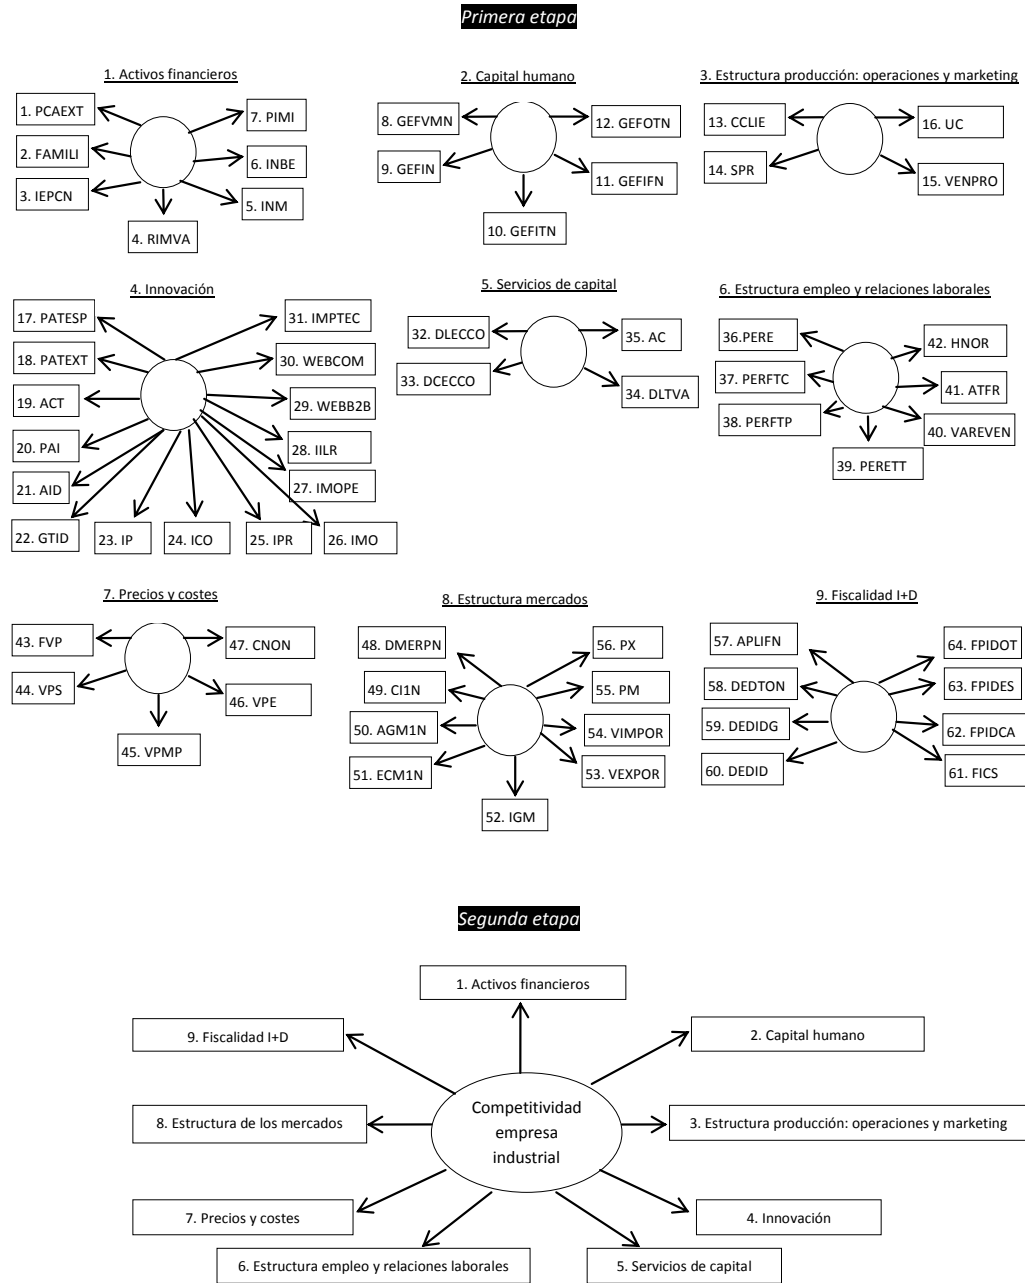 Primera etapa
1. Activos financieros
1. PCAEXT
2. FAMILI
3. IEPCN
4. RIMVA
5. INM
6. INBE
7. PIMI
2. Capital humano
8. GEFVMN
9. GEFIN
10. GEFITN
11. GEFIFN
12. GEFOTN
3. Estructura producción: operaciones y marketing
13. CCLIE
14. SPR
15. VENPRO
16. UC
4. Innovación
17. PATESP
18. PATEXT
19. ACT
20. PAI
21. AID
22. GTID
23. IP
24. ICO
25. IPR
26. IMO
27. IMOPE
28. IILR
29. WEBB2B
30. WEBCOM
31. IMPTEC
5. Servicios de capital
32. DLECCO
33. DCECCO
34. DLTVA
35. AC
6. Estructura empleo y relaciones laborales
36.PERE
37. PERFTC
38. PERFTP
39. PERETT
40. VAREVEN
41. ATFR
42. HNOR
7. Precios y costes
43. FVP
44. VPS
45. VPMP
46. VPE
47. CNON
8. Estructura mercados
48. DMERPN
49. CI1N
50. AGM1N
51. ECM1N
52. IGM
53. VEXPOR
54. VIMPOR
55. PM
56. PX
9. Fiscalidad I+D
57. APLIFN
58. DEDTON
59. DEDIDG
60. DEDID
61. FICS
62. FPIDCA
63. FPIDES
64. FPIDOT
Segunda etapa
1. Activos financieros
2. Capital humano
3. Estructura producción: operaciones y marketing
4. Innovación
5. Servicios de capital
6. Estructura empleo y relaciones laborales
7. Precios y costes
8. Estructura de los mercados
9. Fiscalidad I+D
Competitividad
empresa
industrial